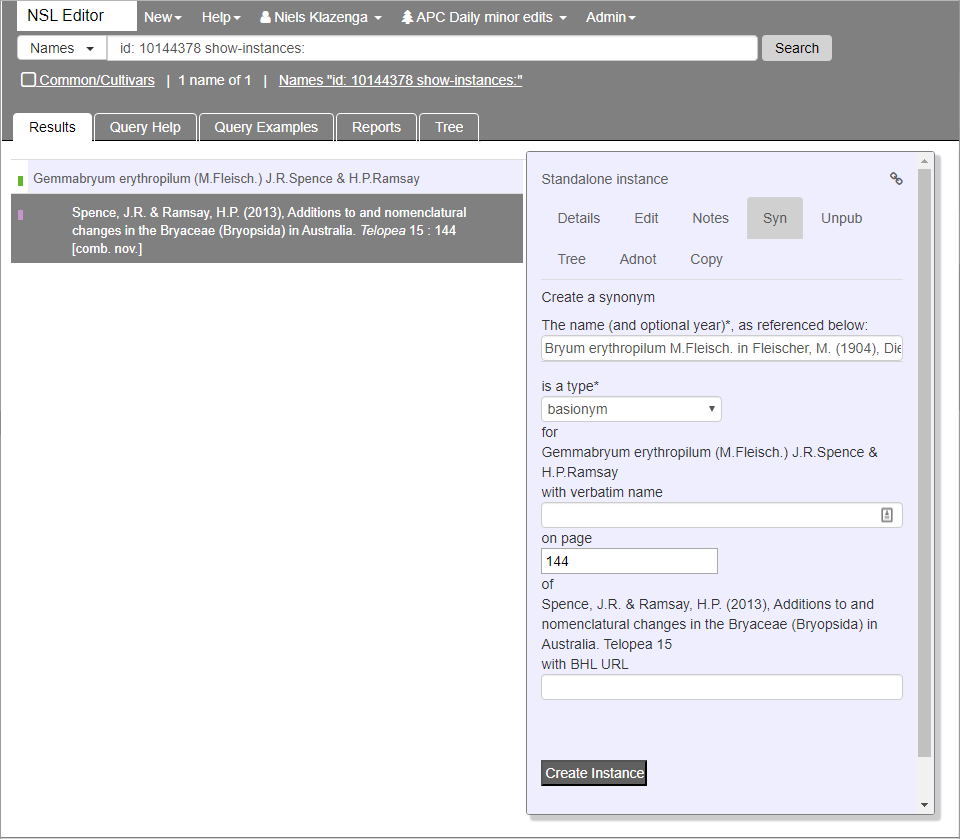 NSL Editor New Help Niels Klazenga APC Daily minor edits Admin
Names id: 10144378 show-instances: Search
Common/Cultivars | 1 name of 1 | Names "id: 10144378 show-instances:"
Results Query Help Query Examples Reports Tree
Gemmabryum erythropilum (M.Fleisch.) J.R.Spence & H.P.Ramsay
Spence, J.R. & Ramsay, H.P. (2013), Additions to and nomenclatural
changes in the Bryaceae (Bryopsida) in Australia. Telopea 15 : 144
[comb. nov.]
Standalone instance
Details Edit Notes Syn Unpub
Tree Adnot Copy
Create a synonym
The name (and optional year)*, as referenced below:
Bryum erythropilum M.Fleisch. in Fleischer, M. (1904), Die
is a type*
basionym
for
Gemmabryum erythropilum (M.Fleisch.) J.R.Spence &
H.P.Ramsay
with verbatim name
on page
144
of
Spence, J.R. & Ramsay, H.P. (2013), Additions to and
nomenclatural changes in the Bryaceae (Bryopsida) in
Australia. Telopea 15
with BHL URL
Create Instance